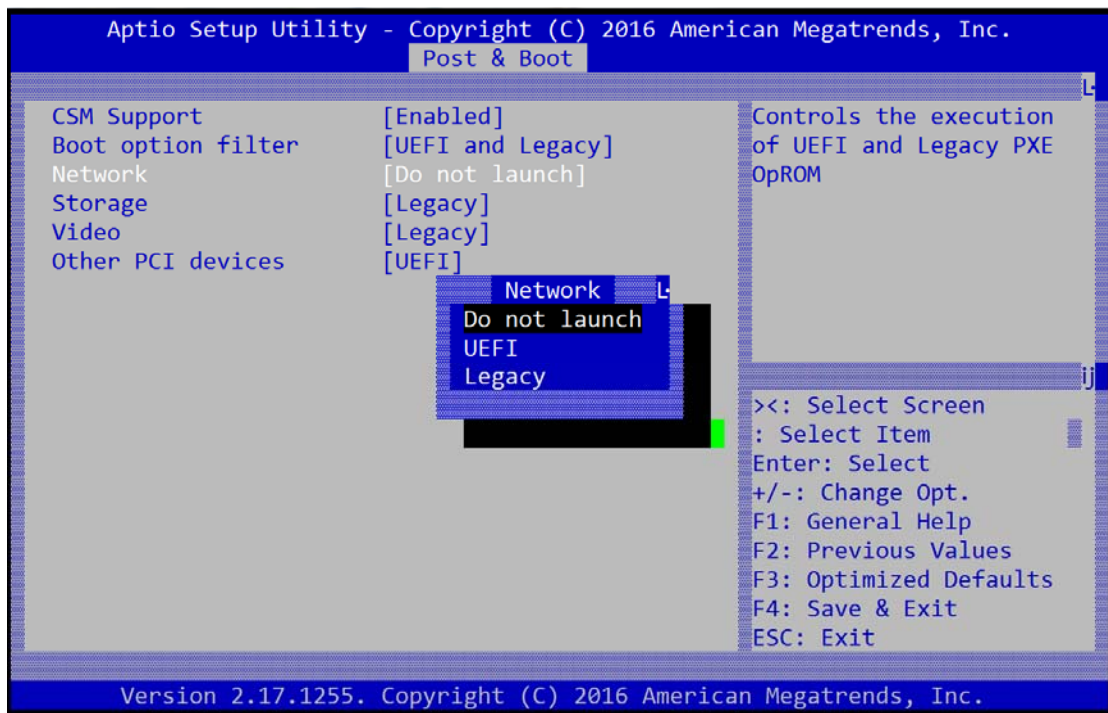 Aptio Setup Utility - Copyright (C) 2016 American Megatrends, Inc.
Post & Boot
CSM Support [Enabled]
Boot option filter [UEFI and Legacy]
Network [Do not launch]
Storage [Legacy]
Video [Legacy]
Other PCI devices [UEFI]
Network
Do not launch
UEFI
Legacy
Controls the execution
of UEFI and Legacy PXE
OpROM
><: Select Screen
: Select Item
Enter: Select
+/-: Change Opt.
F1: General Help
F2: Previous Values
F3: Optimized Defaults
F4: Save & Exit
ESC: Exit
Version 2.17.1255. Copyright (C) 2016 American Megatrends, Inc.